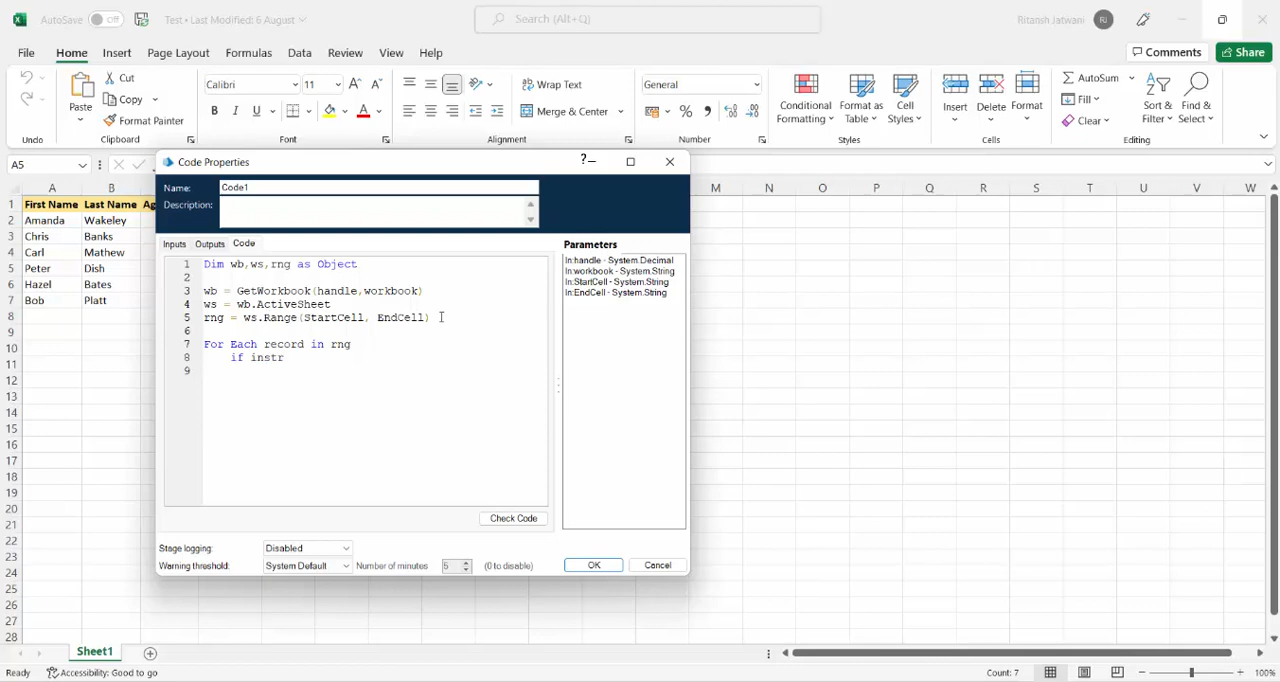 AutoSave Off Test • Last Modified: 6 August Search (Alt+Q) Ritansh Jatwani RJ
File Home Insert Page Layout Formulas Data Review View Help Comments Share
Undo
Paste Cut Copy Format Painter
Clipboard
Calibri 11
B I U
Font
Wrap Text
Merge & Center
Alignment
General
Number
Conditional Formatting Format as Table Cell Styles
Styles
Insert Delete Format
Cells
AutoSum
Fill
Clear
Sort & Filter Find & Select
Editing
A5
A B M N O P Q R S T U V W
1 First Name Last Name Ag
2 Amanda Wakeley
3 Chris Banks
4 Carl Mathew
5 Peter Dish
6 Hazel Bates
7 Bob Platt
8
9
10
11
12
13
14
15
16
17
18
19
20
21
22
23
24
25
26
27
28
Code Properties
Name: Code1
Description:
Inputs Outputs Code
1 Dim wb,ws,rng as Object
2
3 wb = GetWorkbook(handle,workbook)
4 ws = wb.ActiveSheet
5 rng = ws.Range(StartCell, EndCell)
6
7 For Each record in rng
8 if instr
9
Parameters
In:handle - System.Decimal
In:workbook - System.String
In:StartCell - System.String
In:EndCell - System.String
Check Code
Stage logging: Disabled
Warning threshold: System Default Number of minutes 5 (0 to disable)
OK Cancel
Sheet1
Ready Accessibility: Good to go Count: 7 100%